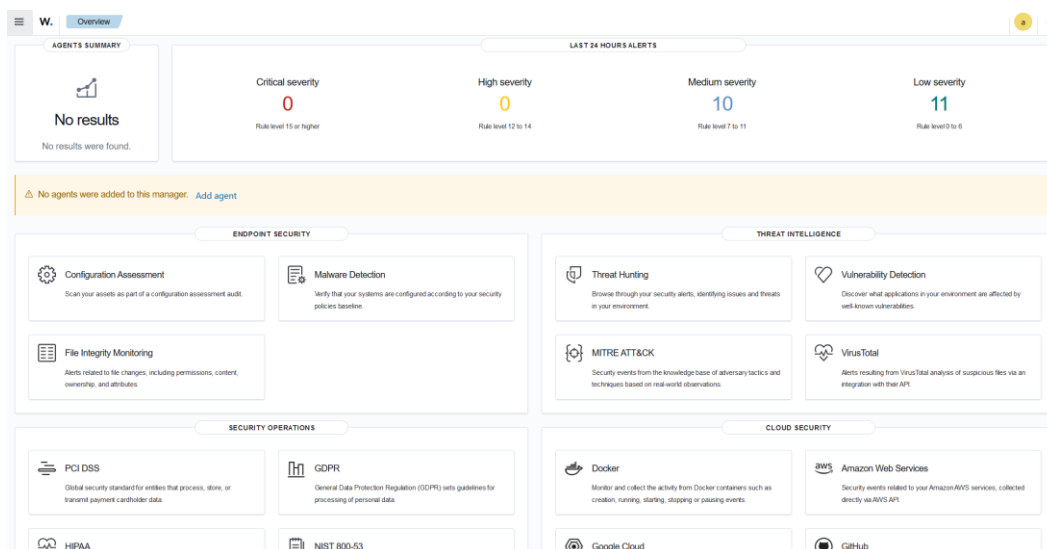 W. Overview a
AGENTS SUMMARY
No results
No results were found.
LAST 24 HOURS ALERTS
Critical severity
0
Rule level 15 or higher
High severity
0
Rule level 12 to 14
Medium severity
10
Rule level 7 to 11
Low severity
11
Rule level 0 to 6
No agents were added to this manager. Add agent
ENDPOINT SECURITY
Configuration Assessment
Scan your assets as part of a configuration assessment audit.
Malware Detection
Verify that your systems are configured according to your security
policies baseline.
File Integrity Monitoring
Alerts related to file changes, including permissions, content,
ownership, and attributes.
THREAT INTELLIGENCE
Threat Hunting
Browse through your security alerts, identifying issues and threats
in your environment.
Vulnerability Detection
Discover what applications in your environment are affected by
well-known vulnerabilities.
MITRE ATT&CK
Security events from the knowledge base of adversary tactics and
techniques based on real-world observations.
VirusTotal
Alerts resulting from VirusTotal analysis of suspicious files via an
integration with their API.
SECURITY OPERATIONS
PCI DSS
Global security standard for entities that process, store, or
transmit payment cardholder data.
GDPR
General Data Protection Regulation (GDPR) sets guidelines for
processing of personal data.
HIPAA
NIST 800-53
CLOUD SECURITY
Docker
Monitor and collect the activity from Docker containers such as
creation, running, starting, stopping or pausing events.
aws
Amazon Web Services
Security events related to your Amazon AWS services, collected
directly via AWS API.
Google Cloud
GitHub